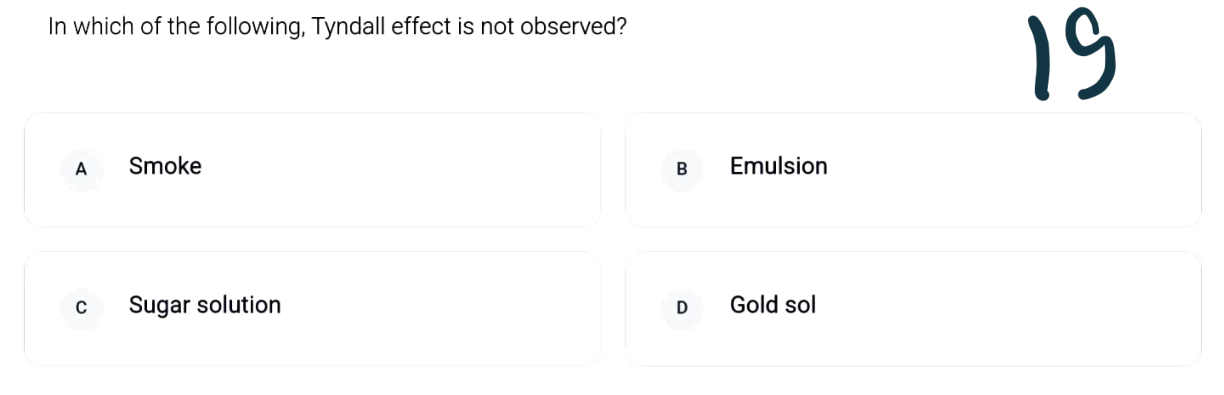 In which of the following, Tyndall effect is not observed?
19
A Smoke
B Emulsion
C Sugar solution
D Gold sol